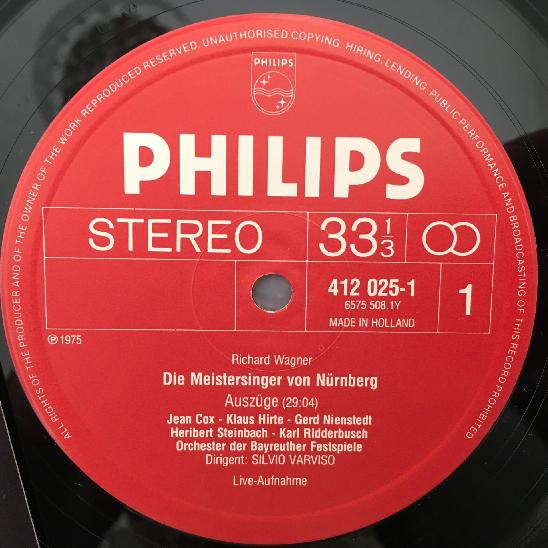 ALL RIGHTS OF THE PRODUCER AND OF THE OWNER OF THE WORK REPRODUCED RESERVED. UNAUTHORISED COPYING, HIRING, LENDING, PUBLIC PERFORMANCE AND BROADCASTING OF THIS RECORD PROHIBITED
PHILIPS
PHILIPS
STEREO 33 1/3
412 025-1
6575 508.1Y
MADE IN HOLLAND
1
℗ 1975
Richard Wagner
Die Meistersinger von Nürnberg
Auszüge (29:04)
Jean Cox - Klaus Hirte - Gerd Nienstedt
Heribert Steinbach - Karl Ridderbusch
Orchester der Bayreuther Festspiele
Dirigent: SILVIO VARVISO
Live-Aufnahme